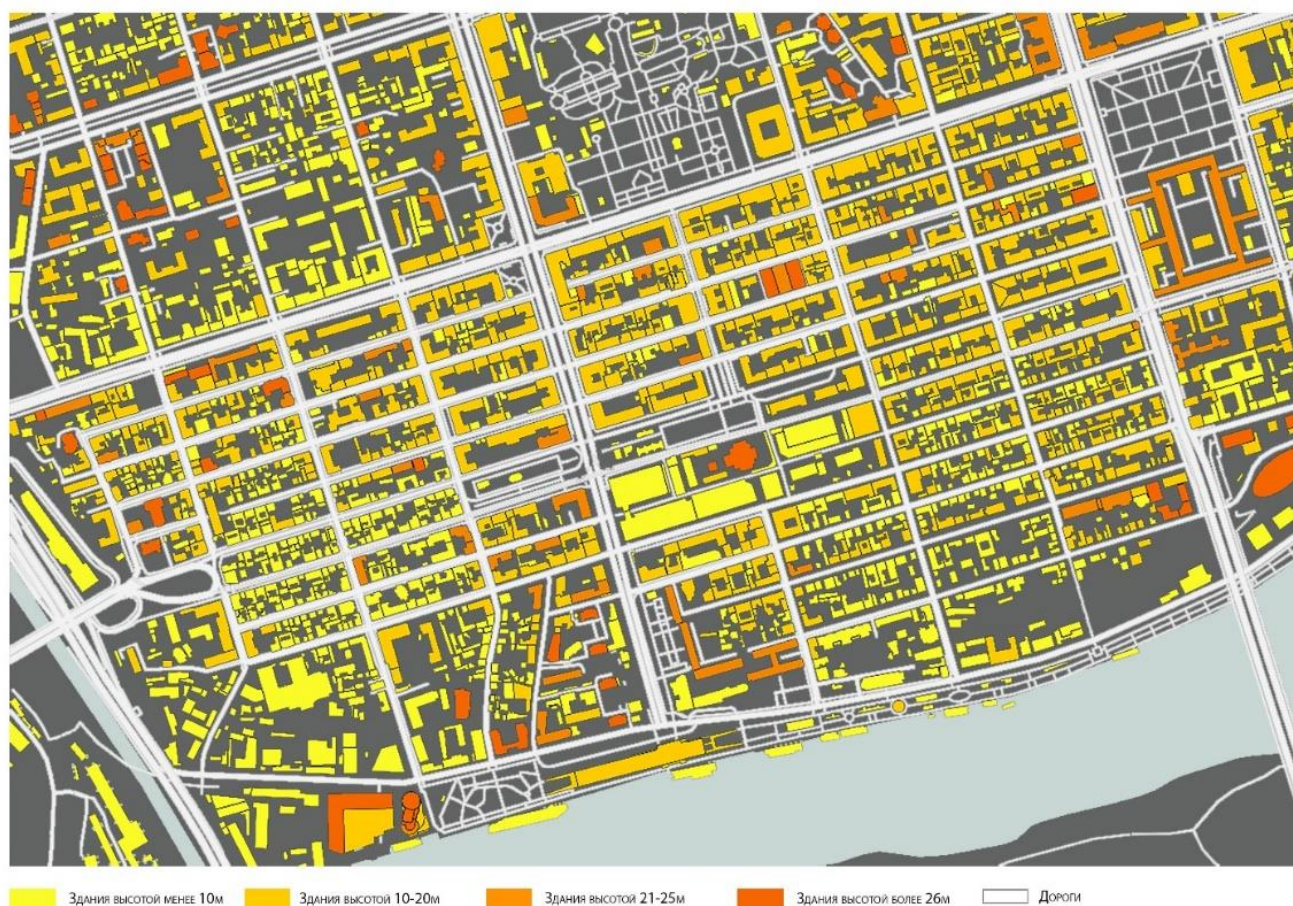 Здания высотой менее 10м
Здания высотой 10-20м
Здания высотой 21-25м
Здания высотой более 26м
Дороги